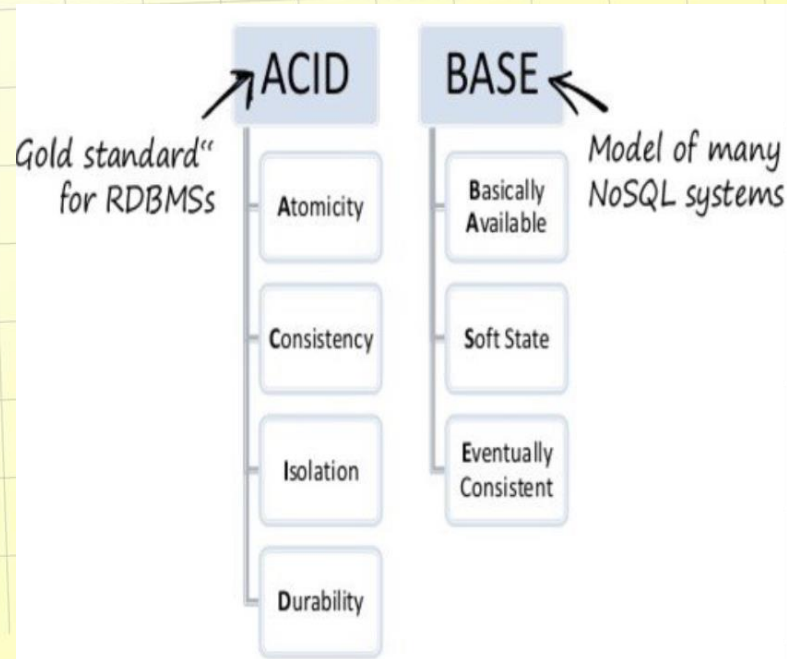 ACID
Gold standard“
for RDBMSs
Atomicity
Consistency
Isolation
Durability
BASE
Model of many
NoSQL systems
Basically
Available
Soft State
Eventually
Consistent